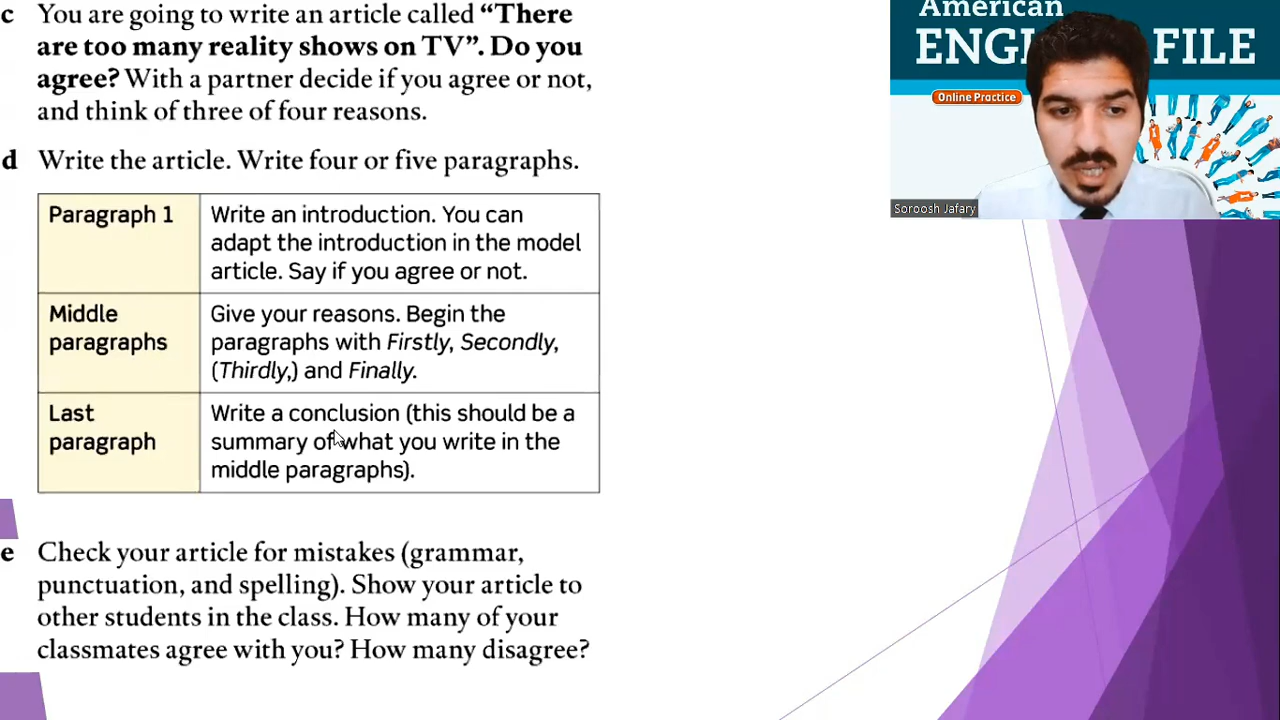 c You are going to write an article called “There
are too many reality shows on TV”. Do you
agree? With a partner decide if you agree or not,
and think of three of four reasons.
d Write the article. Write four or five paragraphs.
Paragraph 1
Write an introduction. You can
adapt the introduction in the model
article. Say if you agree or not.
Middle
paragraphs
Give your reasons. Begin the
paragraphs with Firstly, Secondly,
(Thirdly,) and Finally.
Last
paragraph
Write a conclusion (this should be a
summary of what you write in the
middle paragraphs).
e Check your article for mistakes (grammar,
punctuation, and spelling). Show your article to
other students in the class. How many of your
classmates agree with you? How many disagree?
American
ENG FILE
Online Practice
Soroosh Jafary